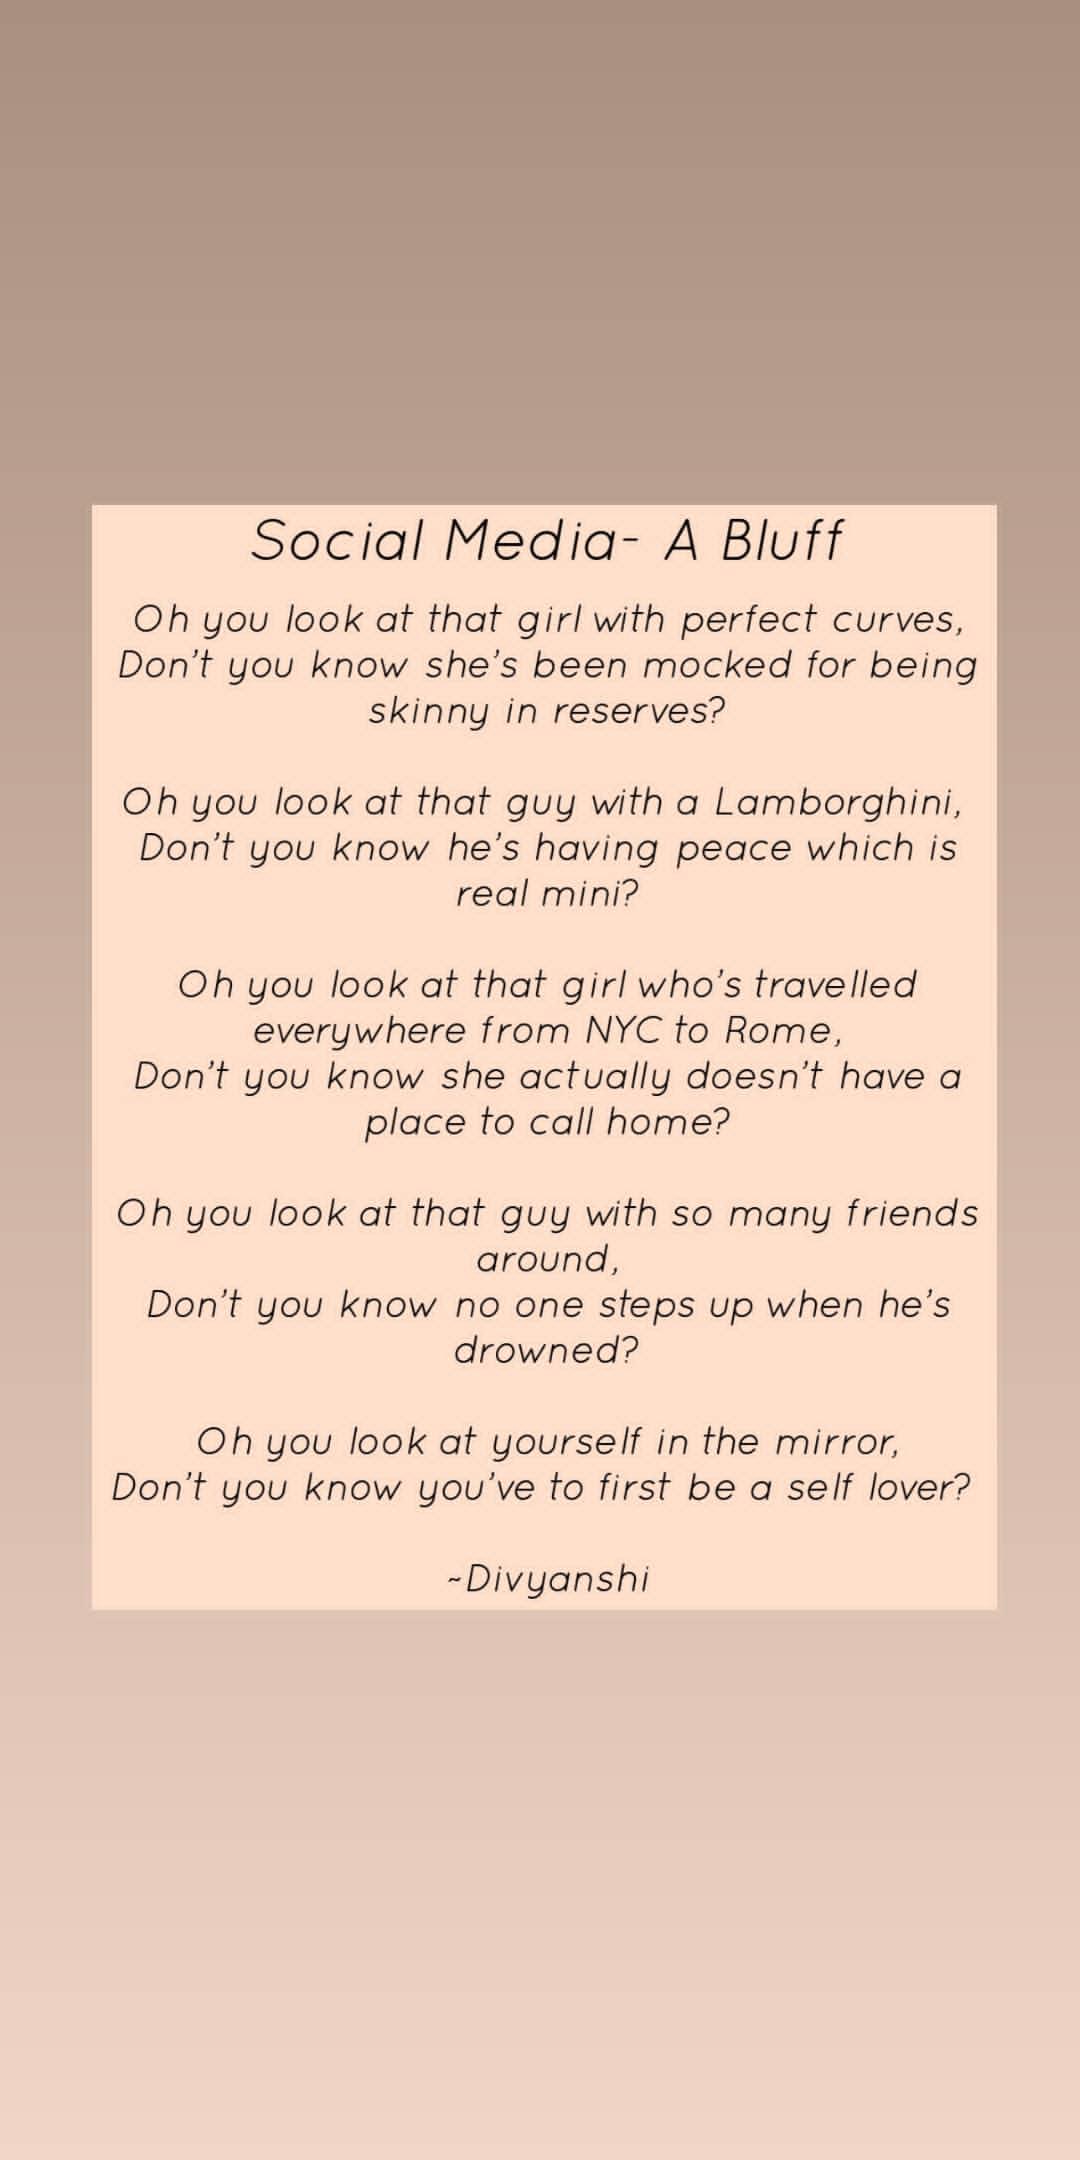 Social Media- A Bluff
Oh you look at that girl with perfect curves,
Don't you know she's been mocked for being
skinny in reserves?
Oh you look at that guy with a Lamborghini,
Don't you know he's having peace which is
real mini?
Oh you look at that girl who's travelled
everywhere from NYC to Rome,
Don't you know she actually doesn't have a
place to call home?
Oh you look at that guy with so many friends
around,
Don't you know no one steps up when he's
drowned?
Oh you look at yourself in the mirror,
Don't you know you've to first be a self lover?
~Divyanshi